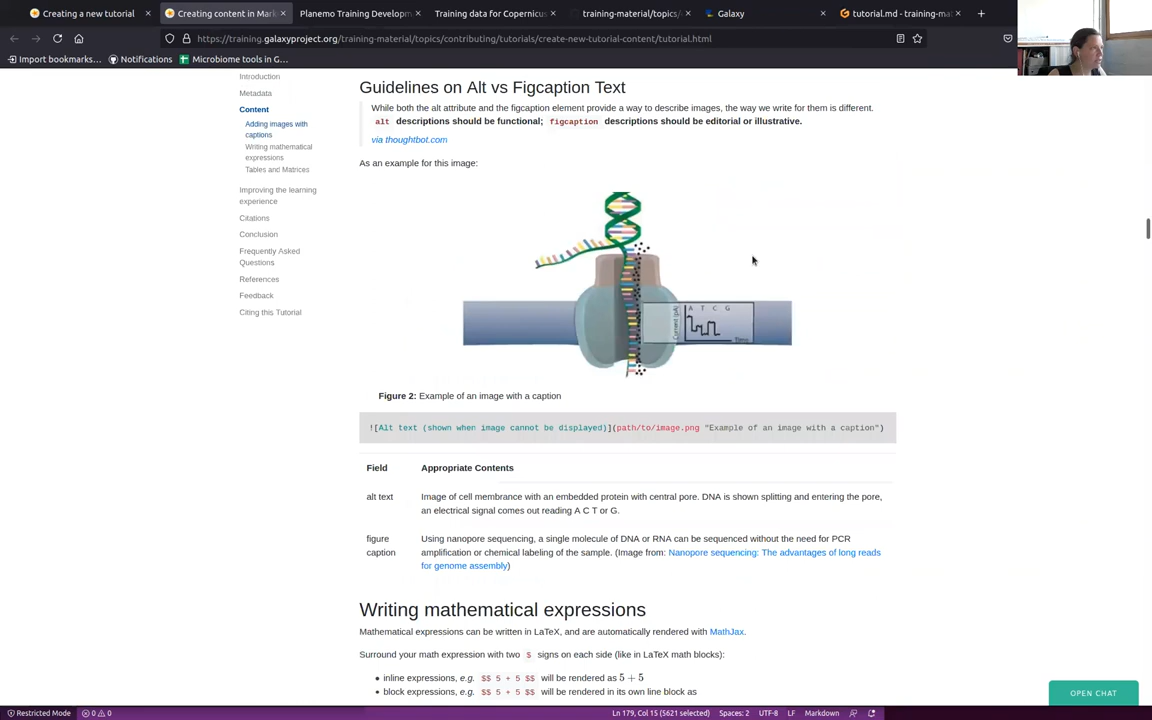 Creating a new tutorial
Creating content in Mark
Planemo Training Developm
Training data for Copernicus
training-material/topics/
Galaxy
tutorial.md - training-ma
https://training.galaxyproject.org/training-material/topics/contributing/tutorials/create-new-tutorial-content/tutorial.html
Import bookmarks…
Notifications
Microbiome tools in G…
Introduction
Metadata
Content
Adding images with
captions
Writing mathematical
expressions
Tables and Matrices
Improving the learning
experience
Citations
Conclusion
Frequently Asked
Questions
References
Feedback
Citing this Tutorial
Guidelines on Alt vs Figcaption Text
While both the alt attribute and the figcaption element provide a way to describe images, the way we write for them is different.
alt descriptions should be functional; figcaption descriptions should be editorial or illustrative.
via thoughtbot.com
As an example for this image:
A T C G
Current (pA)
Time
Figure 2: Example of an image with a caption
![Alt text (shown when image cannot be displayed)](path/to/image.png "Example of an image with a caption")
Field Appropriate Contents
alt text Image of cell membrance with an embedded protein with central pore. DNA is shown splitting and entering the pore,
an electrical signal comes out reading A C T or G.
figure Using nanopore sequencing, a single molecule of DNA or RNA can be sequenced without the need for PCR
caption amplification or chemical labeling of the sample. (Image from: Nanopore sequencing: The advantages of long reads
for genome assembly)
Writing mathematical expressions
Mathematical expressions can be written in LaTeX, and are automatically rendered with MathJax.
Surround your math expression with two $ signs on each side (like in LaTeX math blocks):
• inline expressions, e.g. $$ 5 + 5 $$ will be rendered as 5 + 5
• block expressions, e.g. $$ 5 + 5 $$ will be rendered in its own line block as
OPEN CHAT
Restricted Mode
0 0
Ln 179, Col 15 (5621 selected)
Spaces: 2
UTF-8
LF
Markdown